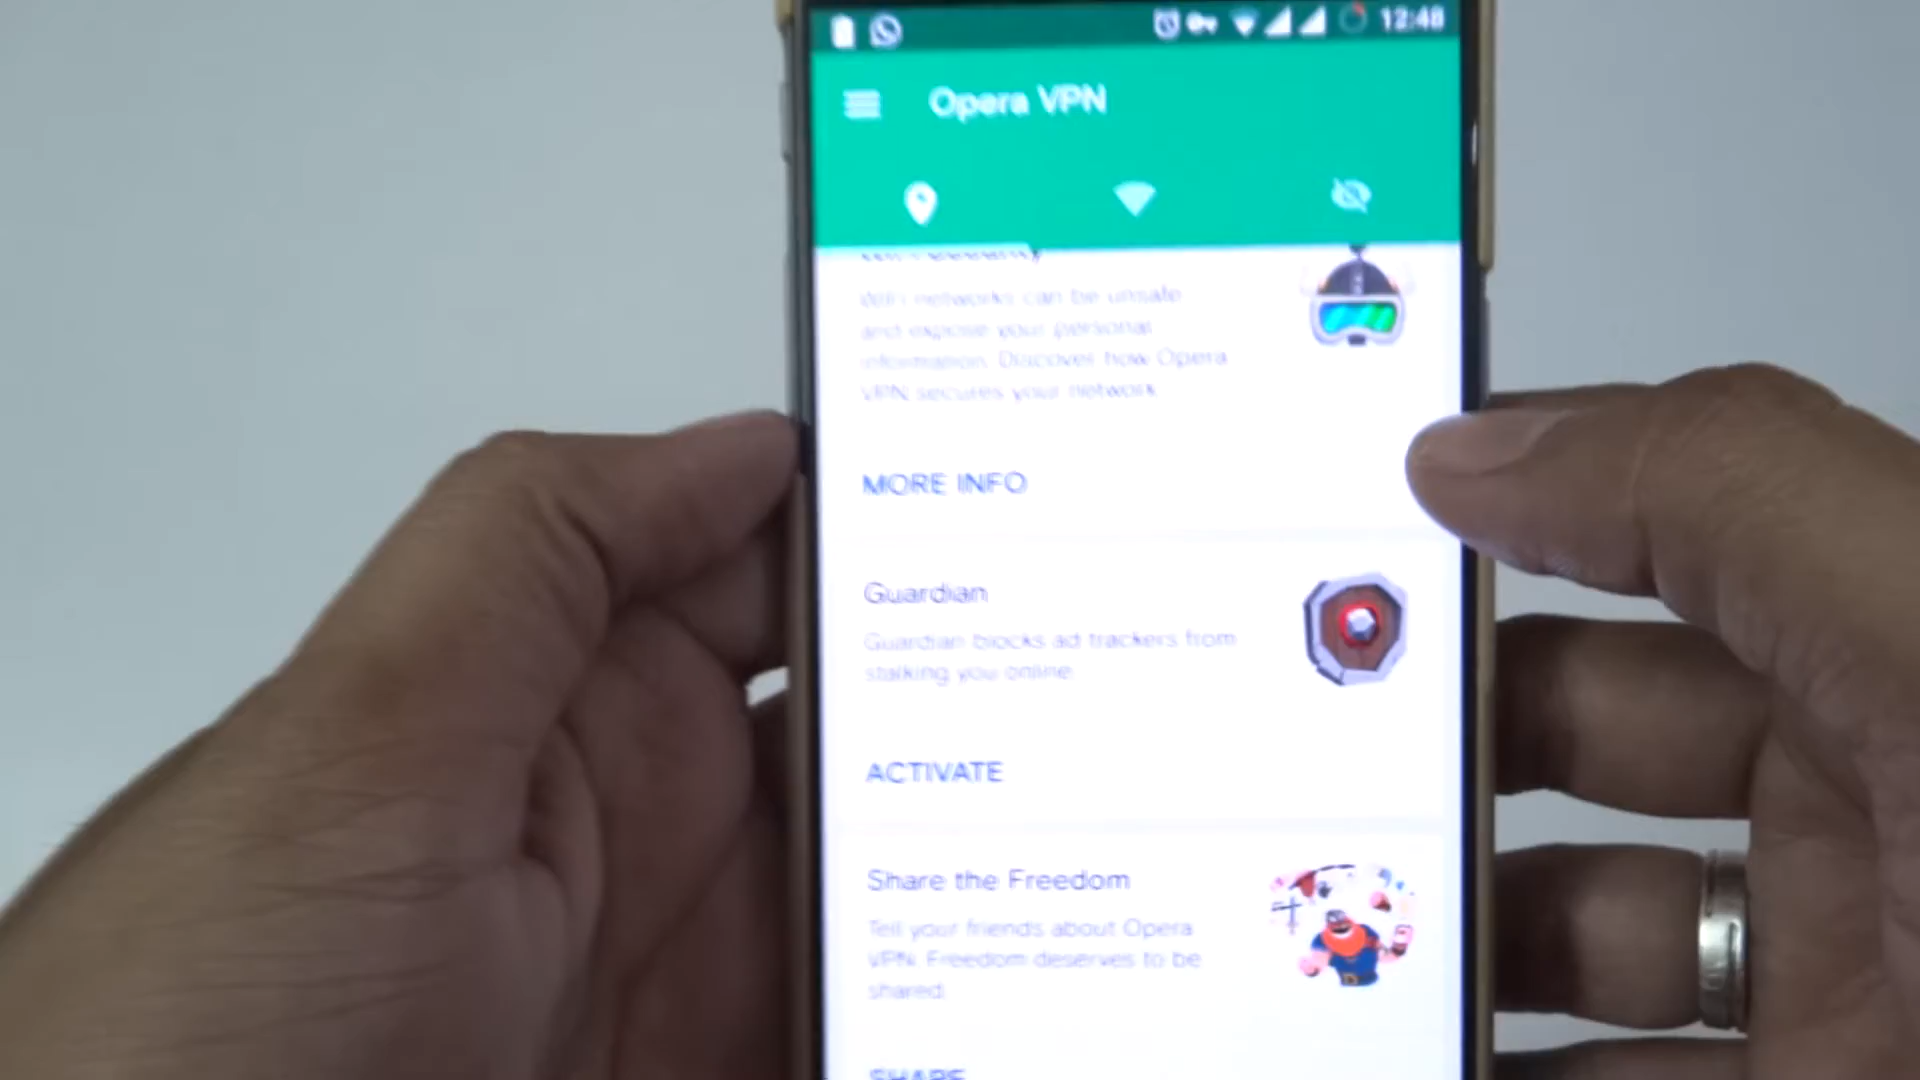 12:48
Opera VPN
WiFi networks can be unsafe
and expose your personal
information. Discover how Opera
VPN secures your network.
MORE INFO
Guardian
Guardian blocks ad trackers from
stalking you online.
ACTIVATE
Share the Freedom
Tell your friends about Opera
VPN. Freedom deserves to be
shared.
SHARE